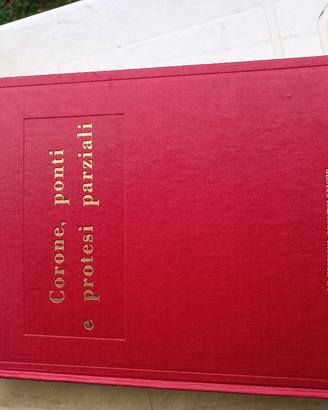 Corone, ponti
e protesi parziali